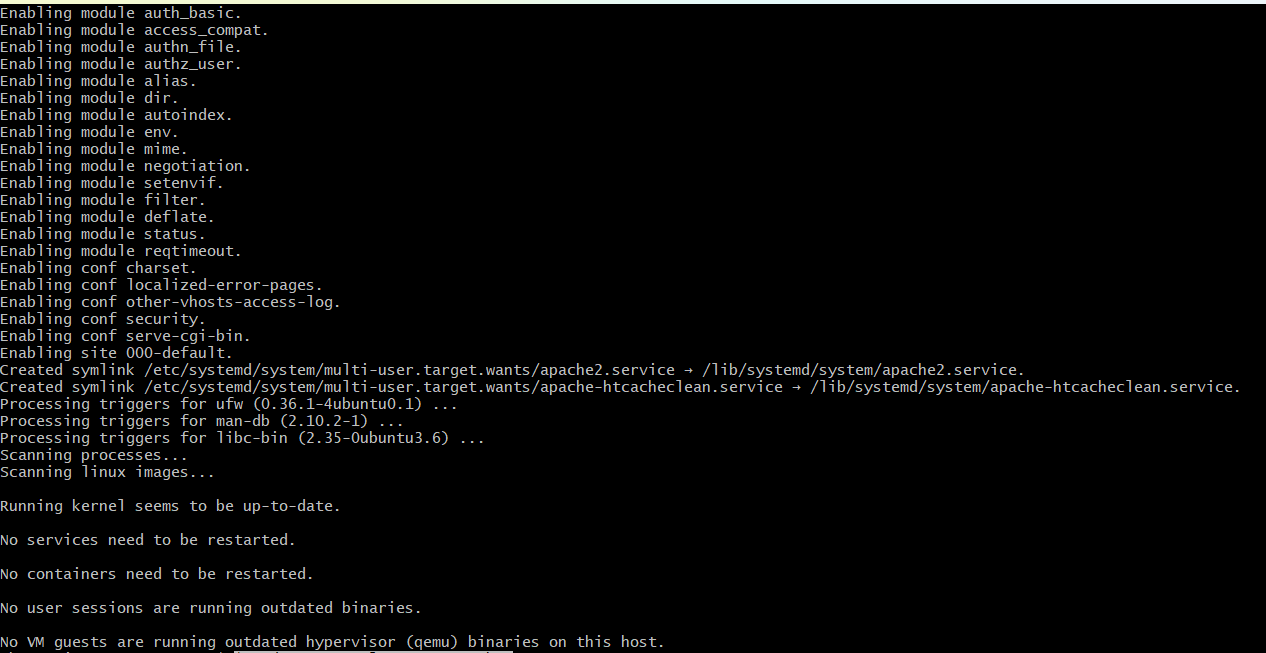 Enabling module auth_basic.
Enabling module access_compat.
Enabling module authn_file.
Enabling module authz_user.
Enabling module alias.
Enabling module dir.
Enabling module autoindex.
Enabling module env.
Enabling module mime.
Enabling module negotiation.
Enabling module setenvif.
Enabling module filter.
Enabling module deflate.
Enabling module status.
Enabling module reqtimeout.
Enabling conf charset.
Enabling conf localized-error-pages.
Enabling conf other-vhosts-access-log.
Enabling conf security.
Enabling conf serve-cgi-bin.
Enabling site 000-default.
Created symlink /etc/systemd/system/multi-user.target.wants/apache2.service → /lib/systemd/system/apache2.service.
Created symlink /etc/systemd/system/multi-user.target.wants/apache-htcacheclean.service → /lib/systemd/system/apache-htcacheclean.service.
Processing triggers for ufw (0.36.1-4ubuntu0.1) ...
Processing triggers for man-db (2.10.2-1) ...
Processing triggers for libc-bin (2.35-0ubuntu3.6) ...
Scanning processes...
Scanning linux images...
Running kernel seems to be up-to-date.
No services need to be restarted.
No containers need to be restarted.
No user sessions are running outdated binaries.
No VM guests are running outdated hypervisor (qemu) binaries on this host.